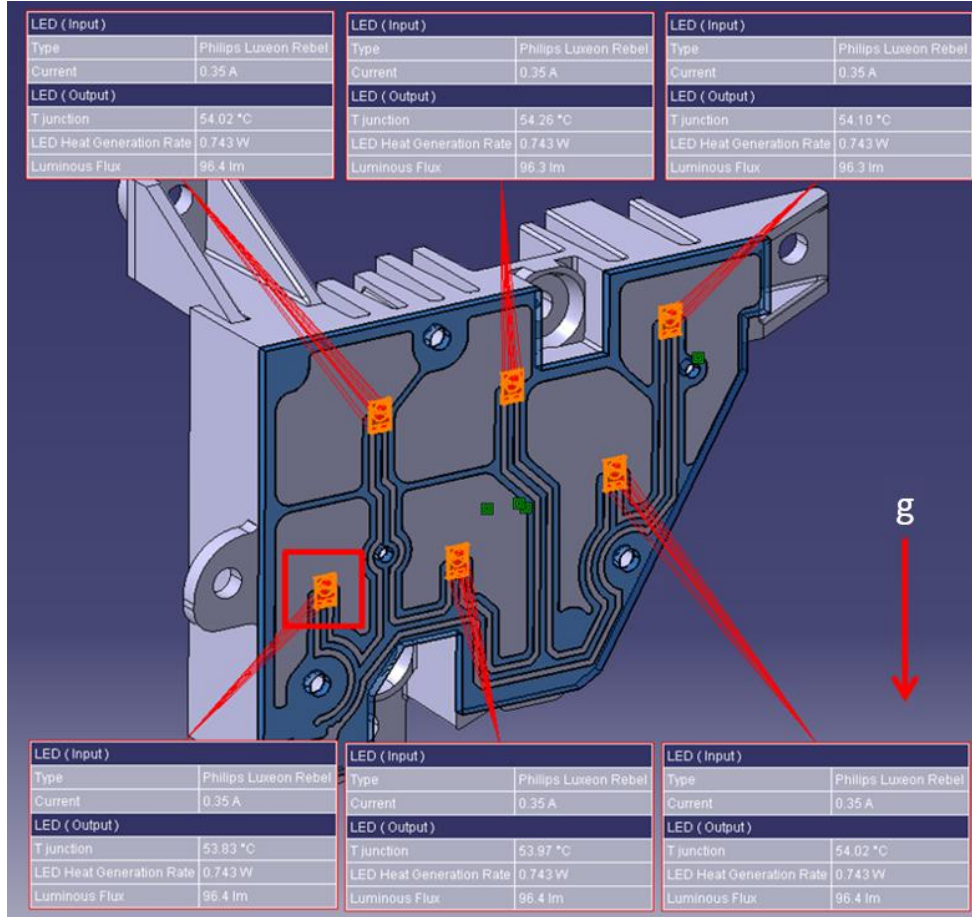 LED (Input)
Type Philips Luxeon Rebel
Current 0.35 A
LED (Output)
T junction 54.02 °C
LED Heat Generation Rate 0.743 W
Luminous Flux 96.4 lm
LED (Input)
Type Philips Luxeon Rebel
Current 0.35 A
LED (Output)
T junction 54.26 °C
LED Heat Generation Rate 0.743 W
Luminous Flux 96.3 lm
LED (Input)
Type Philips Luxeon Rebel
Current 0.35 A
LED (Output)
T junction 54.10 °C
LED Heat Generation Rate 0.743 W
Luminous Flux 96.3 lm
g
LED (Input)
Type Philips Luxeon Rebel
Current 0.35 A
LED (Output)
T junction 53.83 °C
LED Heat Generation Rate 0.743 W
Luminous Flux 96.4 lm
LED (Input)
Type Philips Luxeon Rebel
Current 0.35 A
LED (Output)
T junction 53.97 °C
LED Heat Generation Rate 0.743 W
Luminous Flux 96.4 lm
LED (Input)
Type Philips Luxeon Rebel
Current 0.35 A
LED (Output)
T junction 54.02 °C
LED Heat Generation Rate 0.743 W
Luminous Flux 96.4 lm